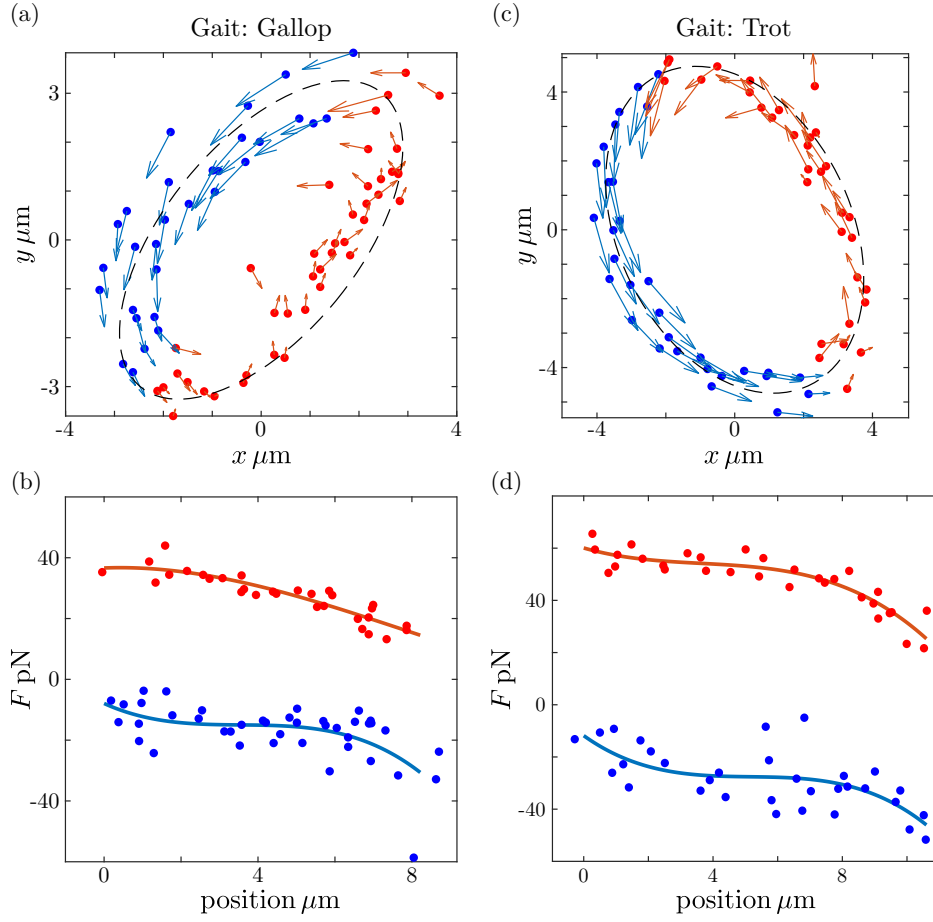 (a)
Gait: Gallop
3
0
-3
y μm
-4
0
4
x μm
(b)
40
0
-40
F pN
0
4
8
position μm
(c)
Gait: Trot
4
0
-4
y μm
-4
0
4
x μm
(d)
40
0
-40
F pN
0
4
8
position μm